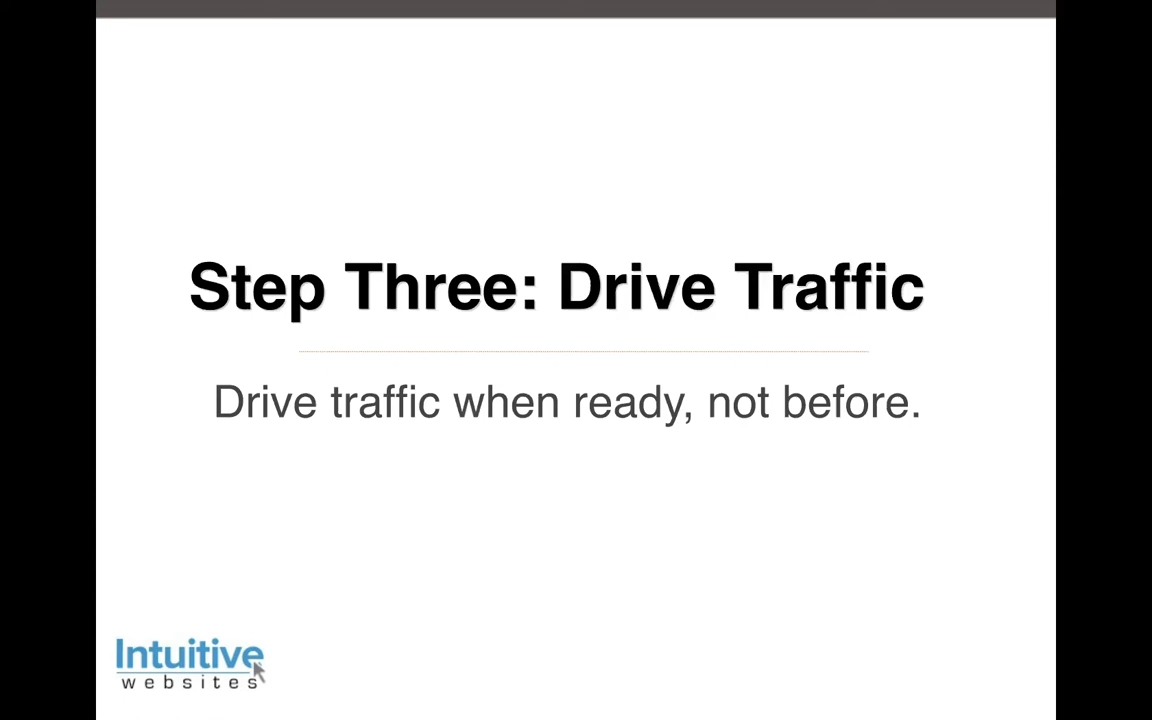 Step Three: Drive Traffic
Drive traffic when ready, not before.
Intuitive
websites